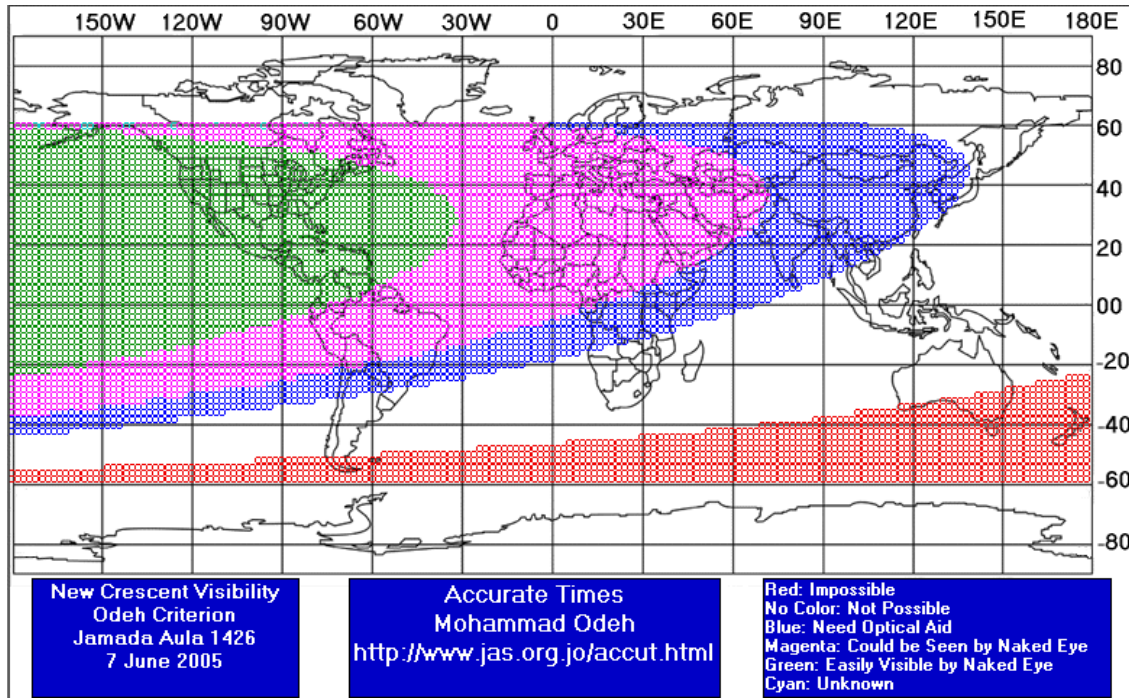 150W 120W 90W 60W 30W 0 30E 60E 90E 120E 150E 180E
80
60
40
20
00
-20
-40
-60
-80
New Crescent Visibility
Odeh Criterion
Jamada Aula 1426
7 June 2005
Accurate Times
Mohammad Odeh
http://www.jas.org.jo/accut.html
Red: Impossible
No Color: Not Possible
Blue: Need Optical Aid
Magenta: Could be Seen by Naked Eye
Green: Easily Visible by Naked Eye
Cyan: Unknown